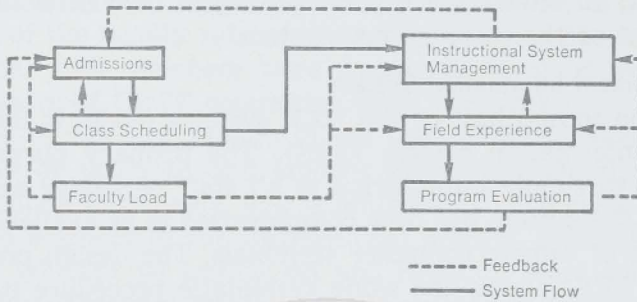 Admissions
Instructional System
Management
Class Scheduling
Field Experience
Faculty Load
Program Evaluation
Feedback
System Flow